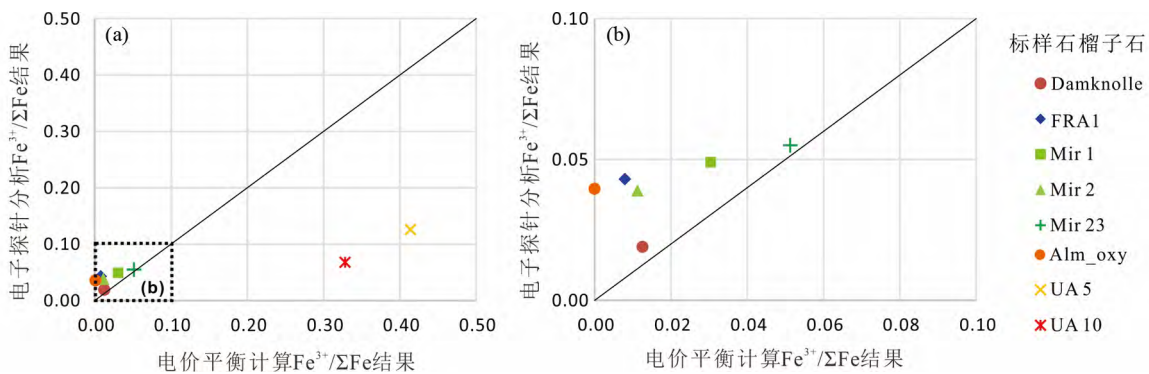 (a)
电子探针分析Fe³⁺/ΣFe结果
0.50
0.40
0.30
0.20
0.10
0.00
(b)
0.00
0.10
0.20
0.30
0.40
0.50
电价平衡计算Fe³⁺/ΣFe结果
(b)
电子探针分析Fe³⁺/ΣFe结果
0.10
0.05
0.00
0.00
0.02
0.04
0.06
0.08
0.10
电价平衡计算Fe³⁺/ΣFe结果
标样石榴子石
Damknolle
FRA1
Mir 1
Mir 2
Mir 23
Alm_oxy
UA 5
UA 10